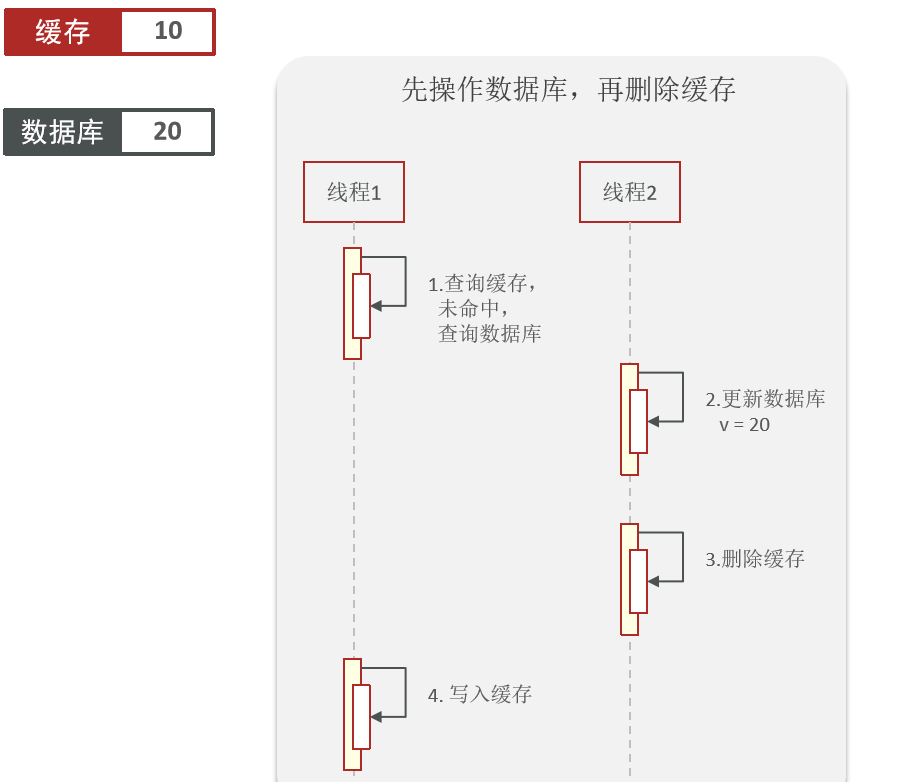 缓存 10
数据库 20
先操作数据库，再删除缓存
线程1 线程2
1.查询缓存，
未命中，
查询数据库
2.更新数据库
v = 20
3.删除缓存
4. 写入缓存